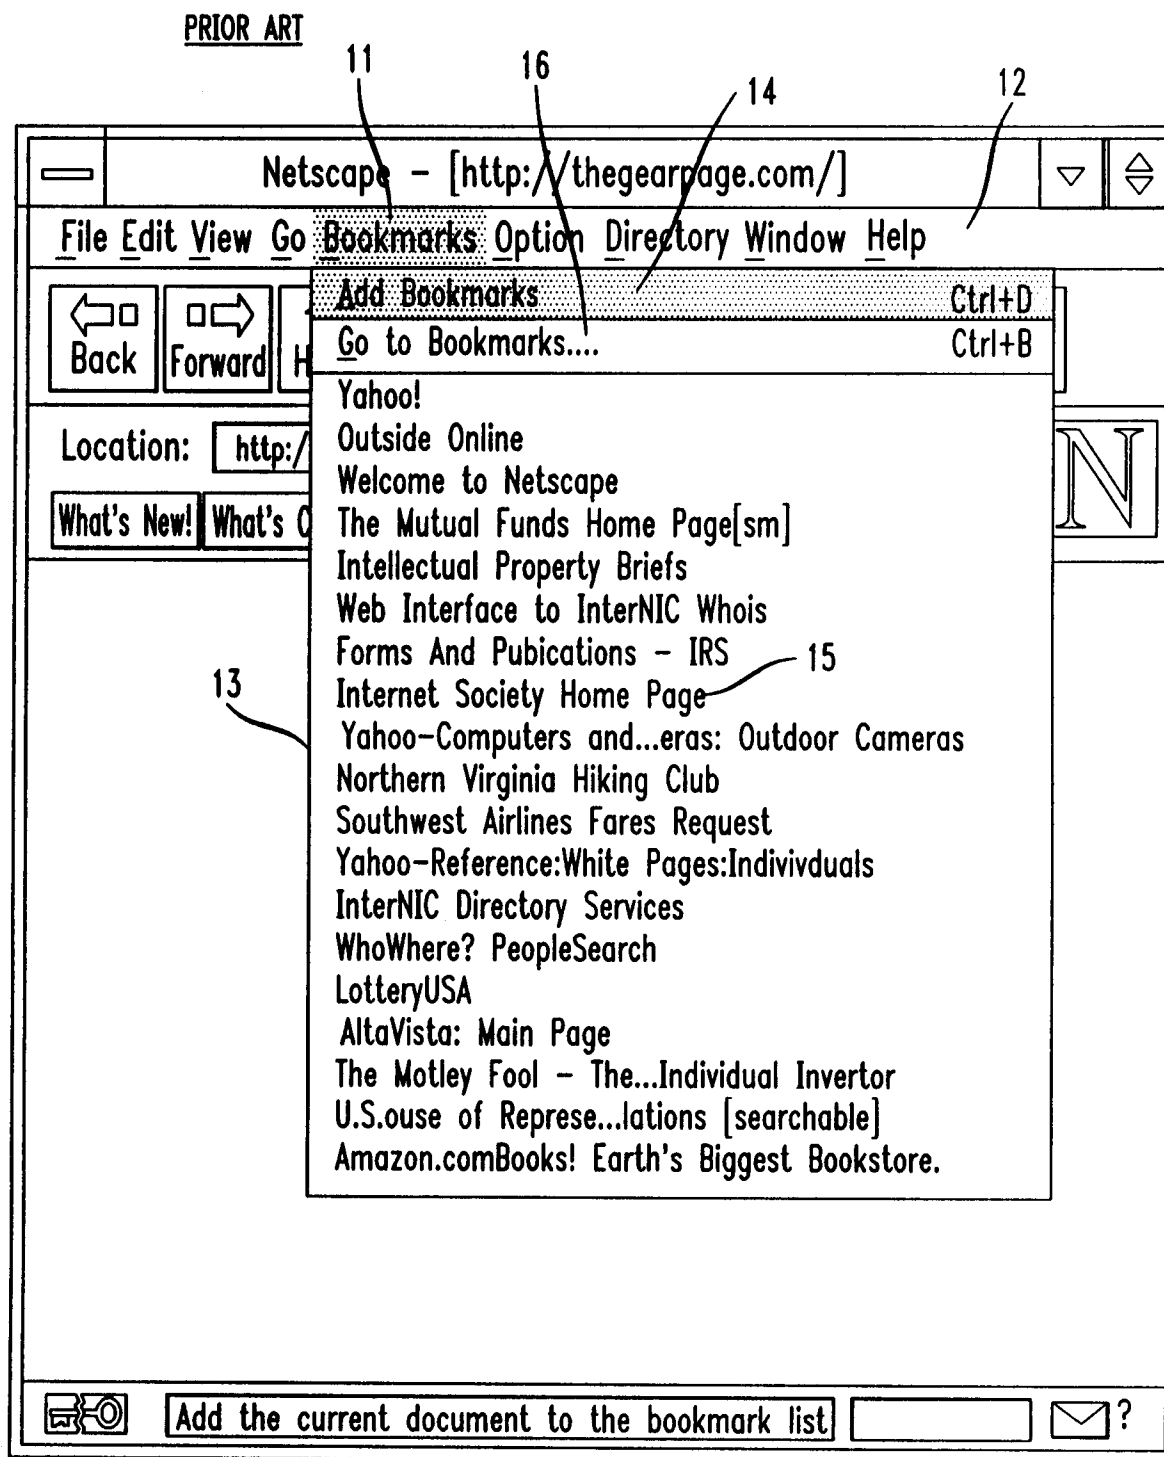 PRIOR ART
11
16
14
12
Netscape - [http://thegearpage.com/]
File Edit View Go Bookmarks Option Directory Window Help
Add Bookmarks Ctrl+D
Go to Bookmarks.... Ctrl+B
Back Forward H
Yahoo!
Location: http:/
Outside Online
N
Welcome to Netscape
What's New! What's C
The Mutual Funds Home Page[sm]
Intellectual Property Briefs
Web Interface to InterNIC Whois
Forms And Pubications - IRS
15
13
Internet Society Home Page
Yahoo-Computers and...eras: Outdoor Cameras
Northern Virginia Hiking Club
Southwest Airlines Fares Request
Yahoo-Reference:White Pages:Indivivduals
InterNIC Directory Services
WhoWhere? PeopleSearch
LotteryUSA
AltaVista: Main Page
The Motley Fool - The...Individual Invertor
U.S.ouse of Represe...lations [searchable]
Amazon.comBooks! Earth's Biggest Bookstore.
Add the current document to the bookmark list
?